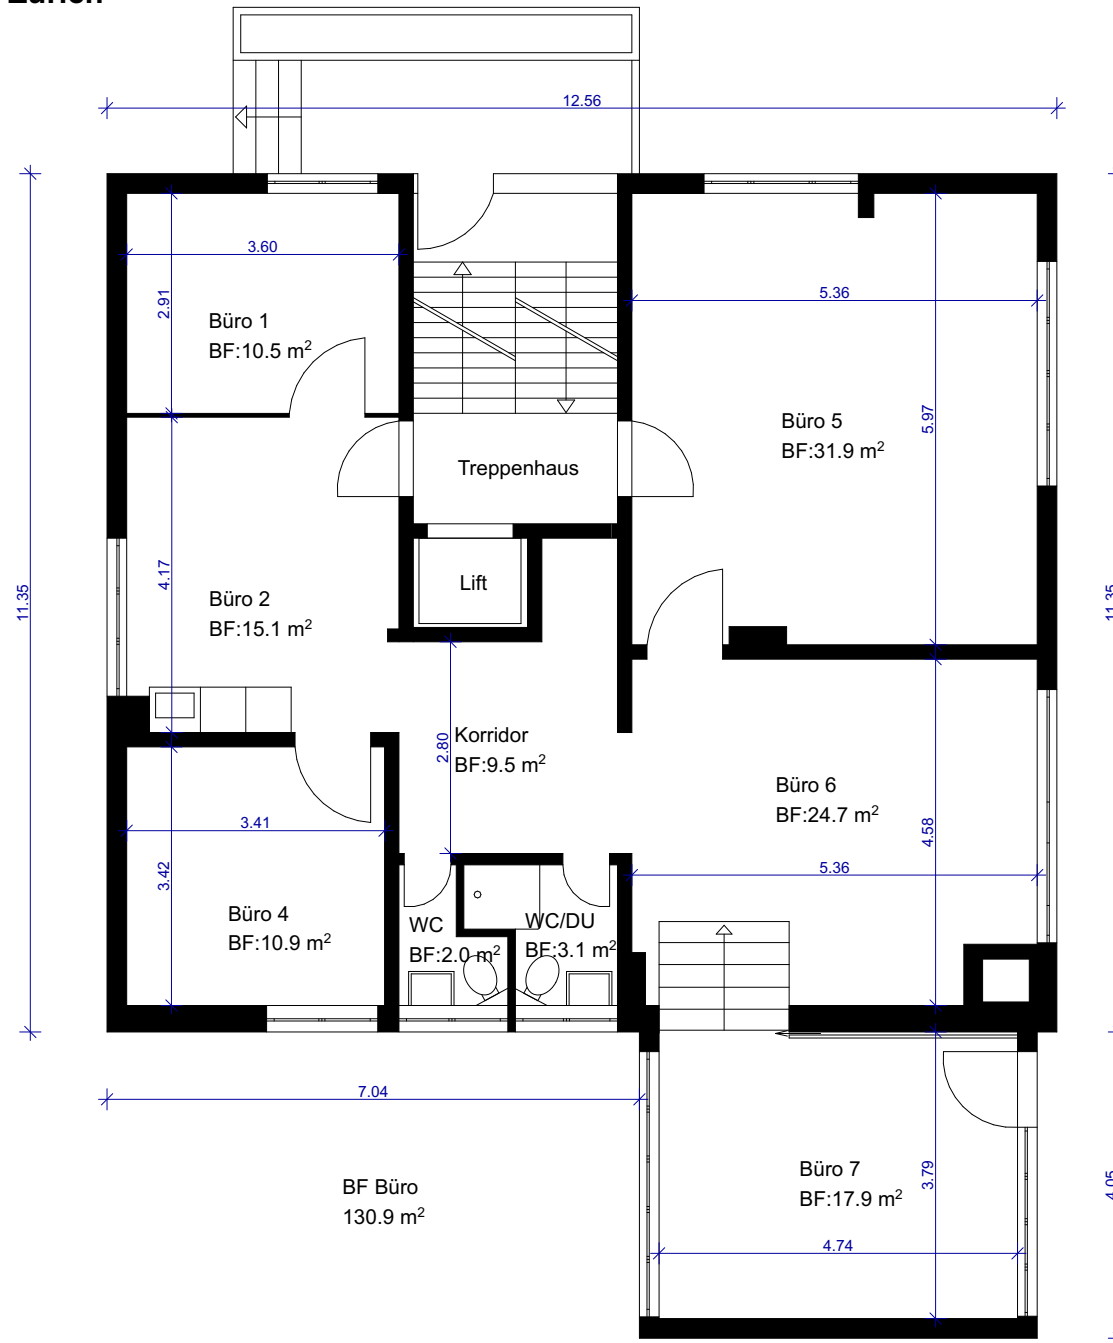 12.56
3.60
2.91
Büro 1
BF:10.5 m²
5.36
5.97
Büro 5
BF:31.9 m²
Treppenhaus
Lift
4.17
Büro 2
BF:15.1 m²
11.35
11.35
2.80
Korridor
BF:9.5 m²
Büro 6
BF:24.7 m²
4.58
5.36
3.41
3.42
Büro 4
BF:10.9 m²
WC
BF:2.0 m²
WC/DU
BF:3.1 m²
7.04
BF Büro
130.9 m²
Büro 7
BF:17.9 m²
3.79
4.05
4.74